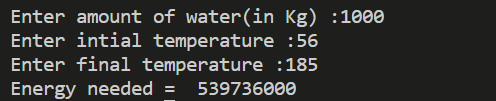 Enter amount of water(in Kg) :1000
Enter intial temperature :56
Enter final temperature :185
Energy needed =  539736000